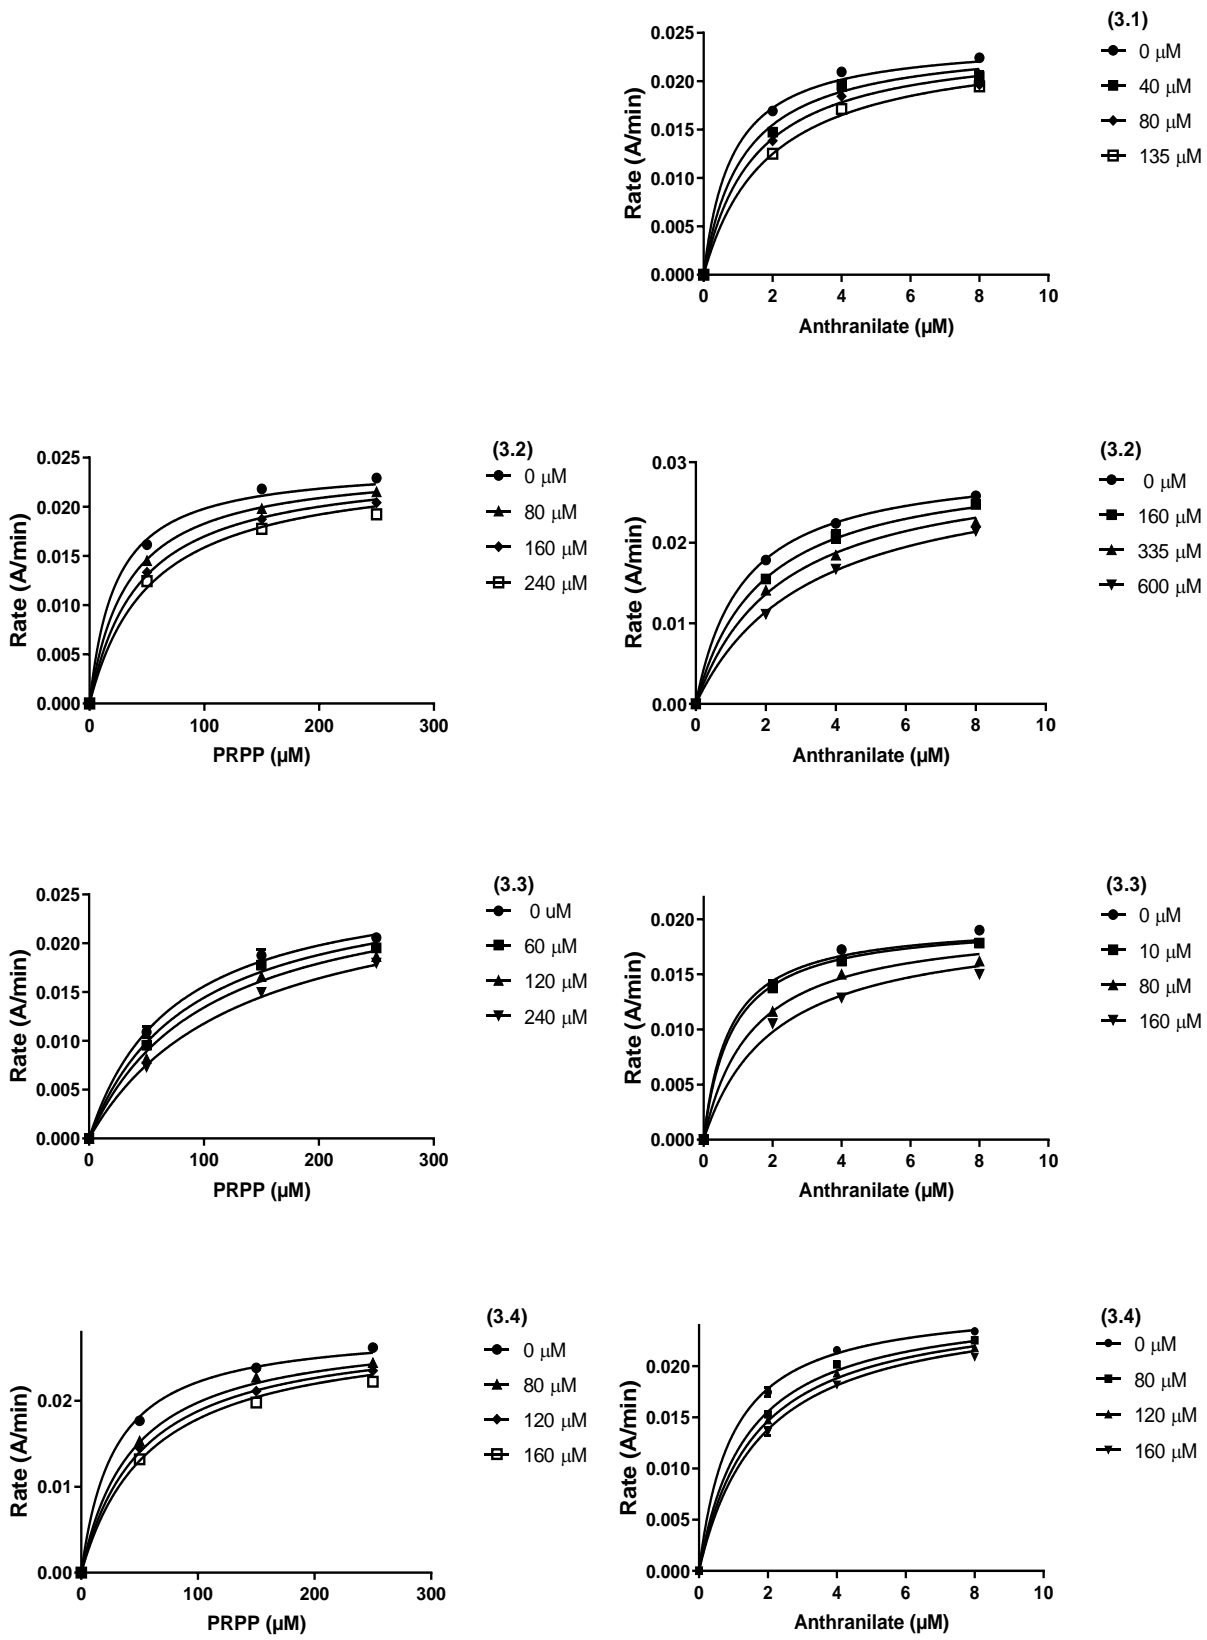 (3.1)
0 µM
40 µM
80 µM
135 µM
Rate (A/min)
0.025
0.020
0.015
0.010
0.005
0.000
0 2 4 6 8 10
Anthranilate (µM)
(3.2)
0 µM
80 µM
160 µM
240 µM
Rate (A/min)
0.025
0.020
0.015
0.010
0.005
0.000
0 100 200 300
PRPP (µM)
(3.2)
0 µM
160 µM
335 µM
600 µM
Rate (A/min)
0.03
0.02
0.01
0.00
0 2 4 6 8 10
Anthranilate (µM)
(3.3)
0 uM
60 µM
120 µM
240 µM
Rate (A/min)
0.025
0.020
0.015
0.010
0.005
0.000
0 100 200 300
PRPP (µM)
(3.3)
0 µM
10 µM
80 µM
160 µM
Rate (A/min)
0.020
0.015
0.010
0.005
0.000
0 2 4 6 8 10
Anthranilate (µM)
(3.4)
0 µM
80 µM
120 µM
160 µM
Rate (A/min)
0.02
0.01
0.00
0 100 200 300
PRPP (µM)
(3.4)
0 µM
80 µM
120 µM
160 µM
Rate (A/min)
0.020
0.015
0.010
0.005
0.000
0 2 4 6 8 10
Anthranilate (µM)